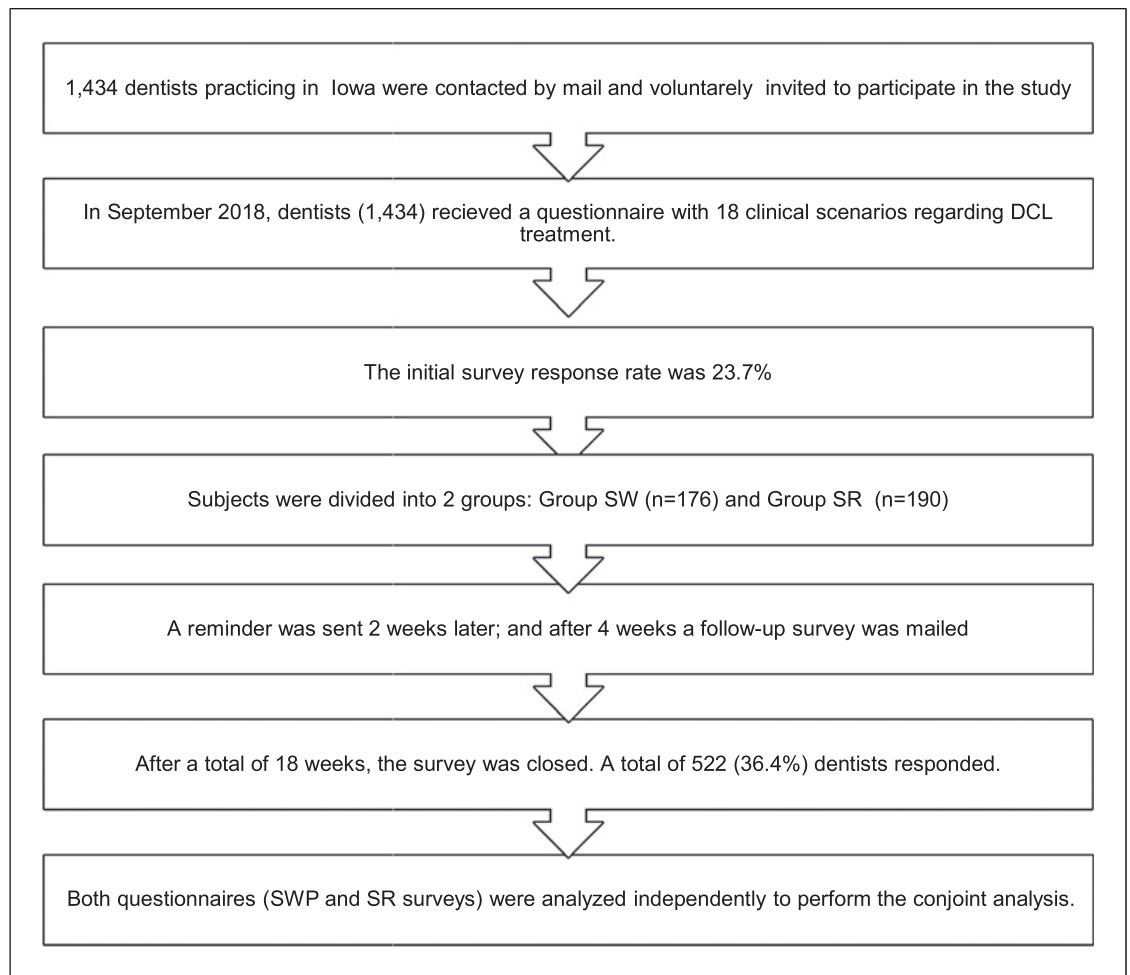 1,434 dentists practicing in Iowa were contacted by mail and voluntarely invited to participate in the study
In September 2018, dentists (1,434) recieved a questionnaire with 18 clinical scenarios regarding DCL
treatment.
The initial survey response rate was 23.7%
Subjects were divided into 2 groups: Group SW (n=176) and Group SR (n=190)
A reminder was sent 2 weeks later; and after 4 weeks a follow-up survey was mailed
After a total of 18 weeks, the survey was closed. A total of 522 (36.4%) dentists responded.
Both questionnaires (SWP and SR surveys) were analyzed independently to perform the conjoint analysis.